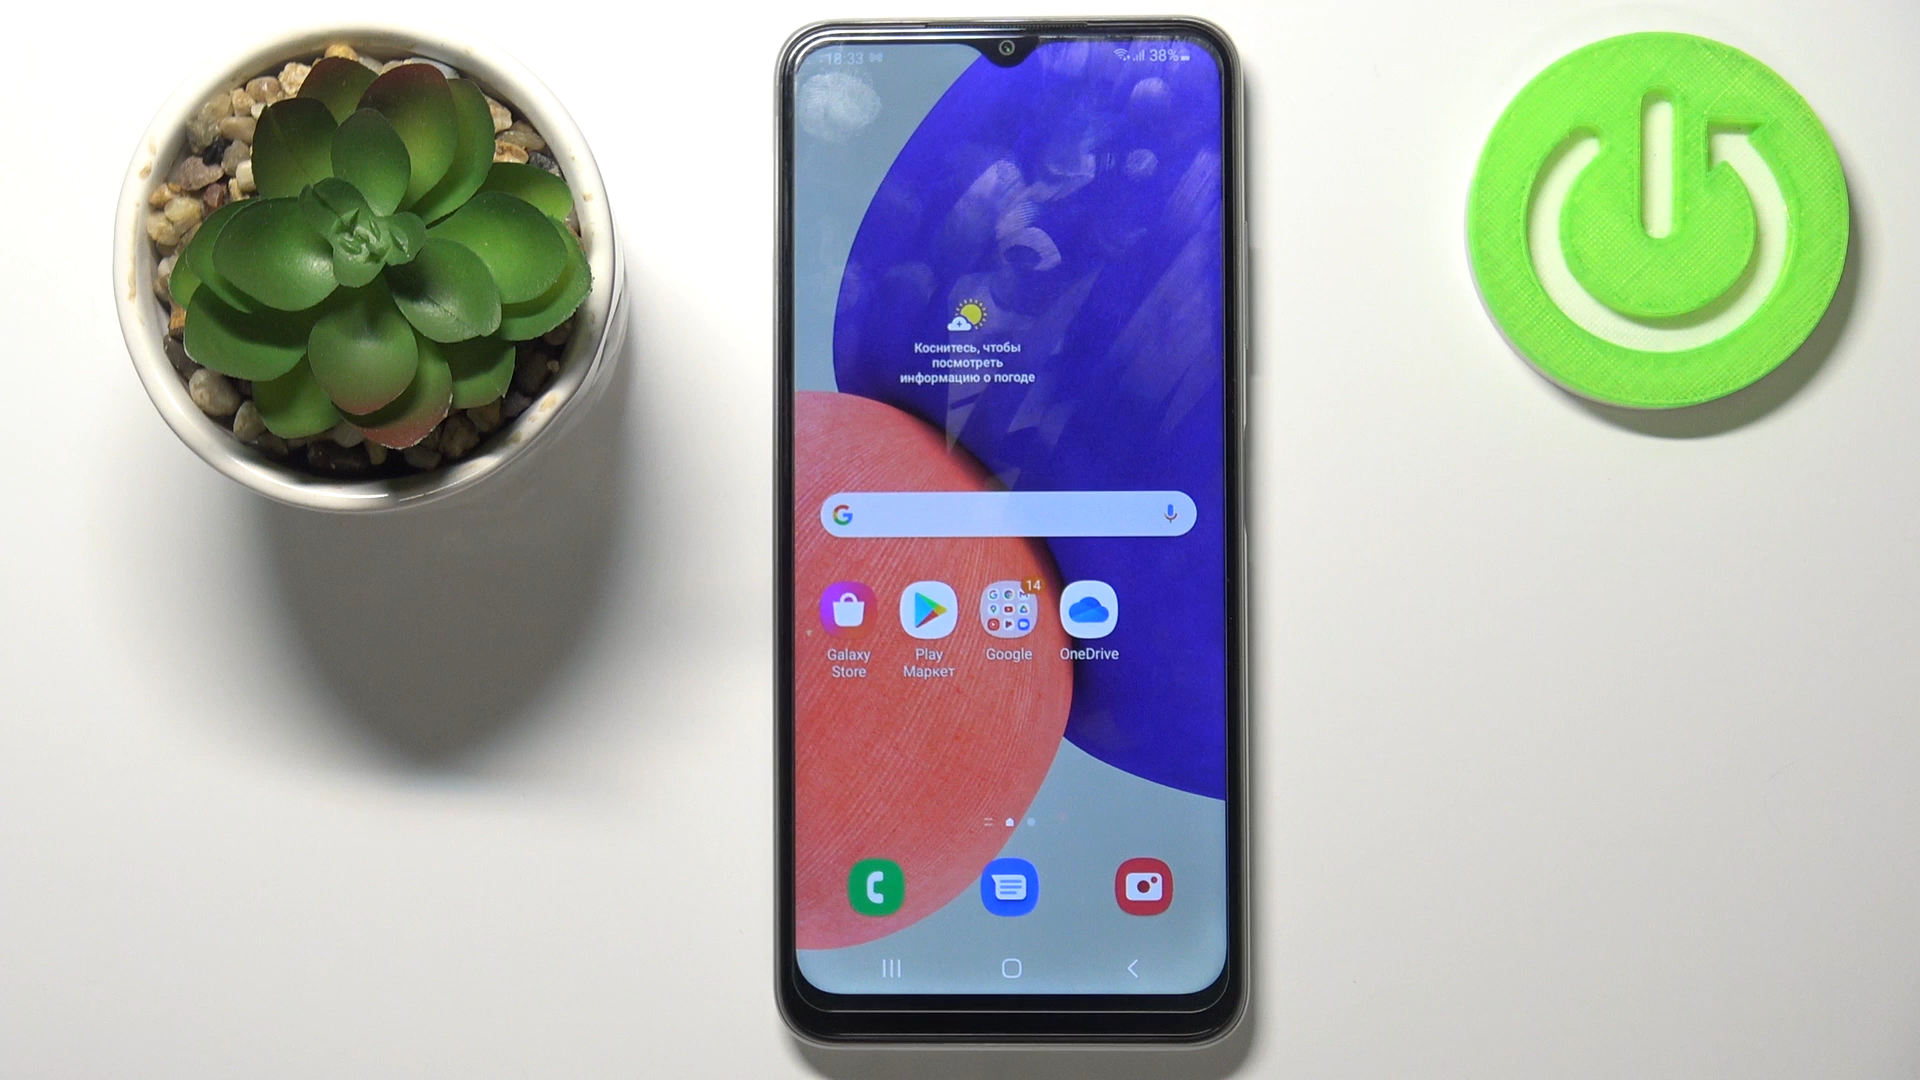 18:33
38%
Коснитесь, чтобы
посмотреть
информацию о погоде
14
Galaxy
Store
Play
Маркет
Google
OneDrive